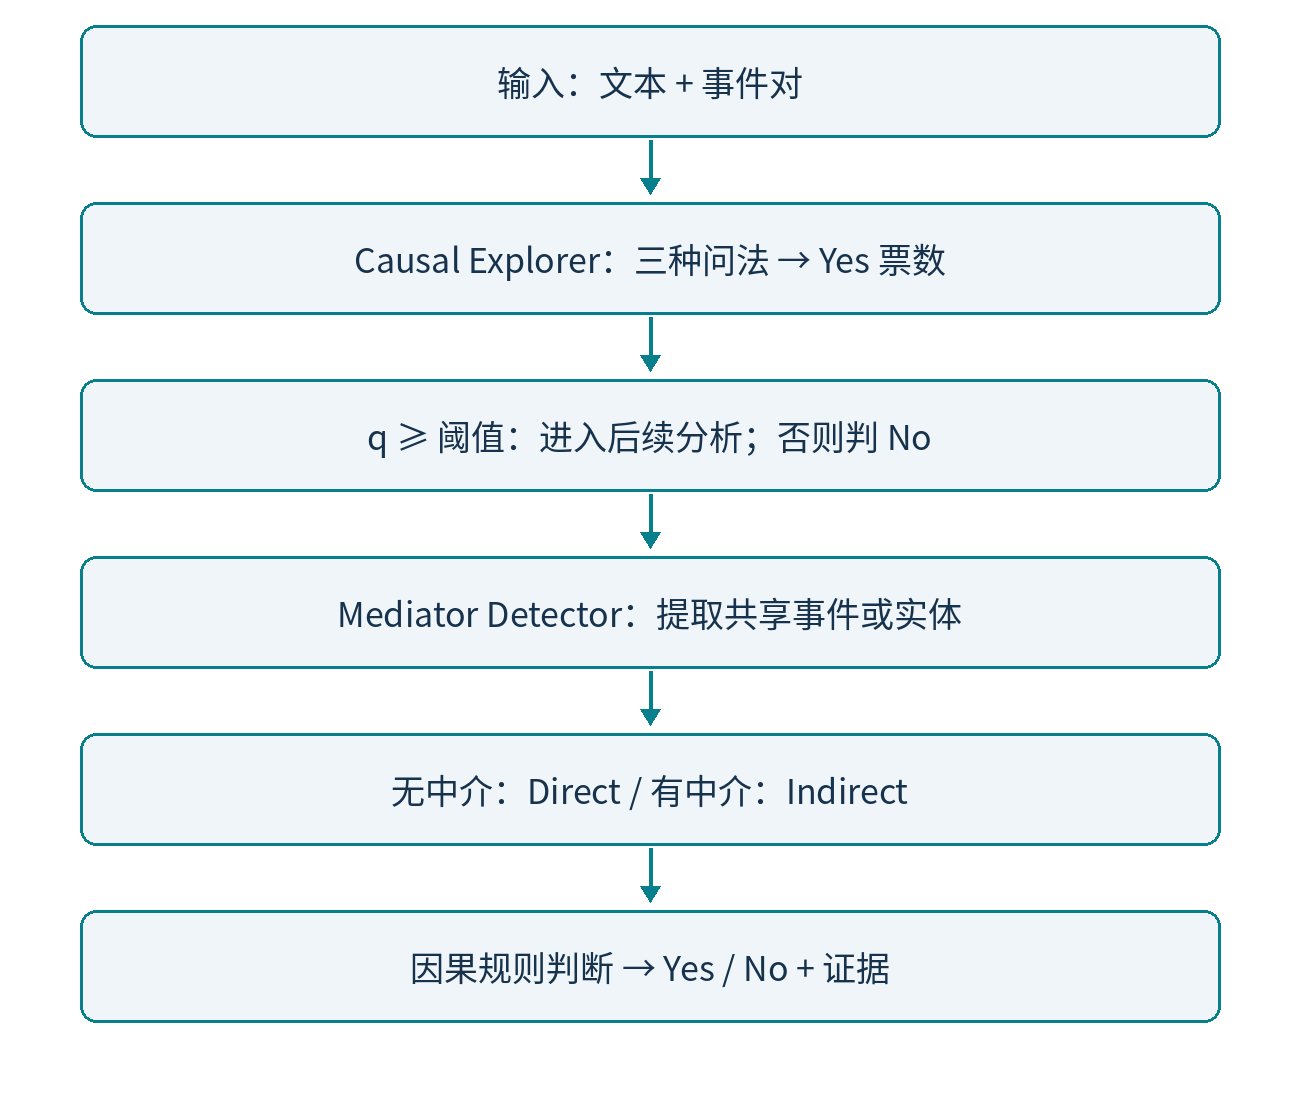 输入：文本 + 事件对
Causal Explorer：三种问法 → Yes 票数
q ⩾ 阈值：进入后续分析；否则判 No
Mediator Detector：提取共享事件或实体
无中介：Direct / 有中介：Indirect
因果规则判断 → Yes / No + 证据